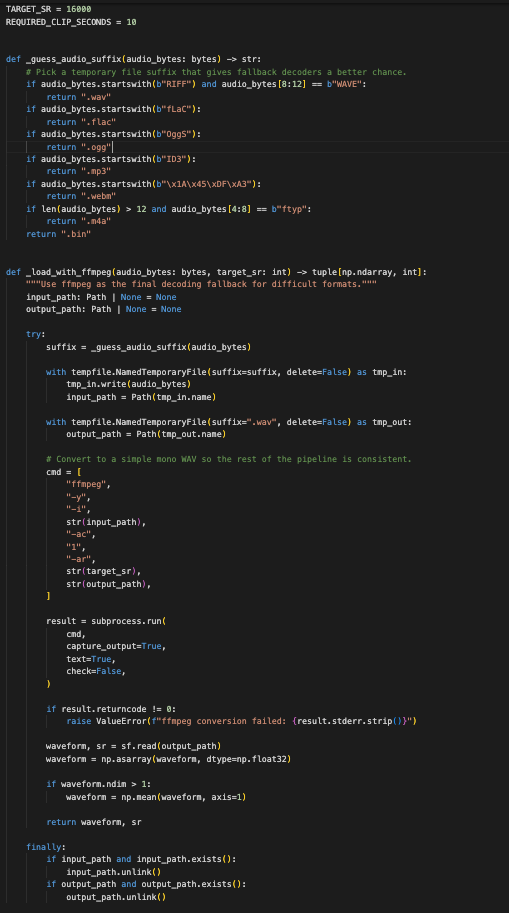 TARGET_SR = 16000
REQUIRED_CLIP_SECONDS = 10
def _guess_audio_suffix(audio_bytes: bytes) -> str:
    # Pick a temporary file suffix that gives fallback decoders a better chance.
    if audio_bytes.startswith(b"RIFF") and audio_bytes[8:12] == b"WAVE":
        return ".wav"
    if audio_bytes.startswith(b"fLaC"):
        return ".flac"
    if audio_bytes.startswith(b"OggS"):
        return ".ogg"
    if audio_bytes.startswith(b"ID3"):
        return ".mp3"
    if audio_bytes.startswith(b"\x1A\x45\xDF\xA3"):
        return ".webm"
    if len(audio_bytes) > 12 and audio_bytes[4:8] == b"ftyp":
        return ".m4a"
    return ".bin"
def _load_with_ffmpeg(audio_bytes: bytes, target_sr: int) -> tuple[np.ndarray, int]:
    """Use ffmpeg as the final decoding fallback for difficult formats."""
    input_path: Path | None = None
    output_path: Path | None = None
    try:
        suffix = _guess_audio_suffix(audio_bytes)
        with tempfile.NamedTemporaryFile(suffix=suffix, delete=False) as tmp_in:
            tmp_in.write(audio_bytes)
            input_path = Path(tmp_in.name)
        with tempfile.NamedTemporaryFile(suffix=".wav", delete=False) as tmp_out:
            output_path = Path(tmp_out.name)
        # Convert to a simple mono WAV so the rest of the pipeline is consistent.
        cmd = [
            "ffmpeg",
            "-y",
            "-i",
            str(input_path),
            "-ac",
            "1",
            "-ar",
            str(target_sr),
            str(output_path),
        ]
        result = subprocess.run(
            cmd,
            capture_output=True,
            text=True,
            check=False,
        )
        if result.returncode != 0:
            raise ValueError(f"ffmpeg conversion failed: {result.stderr.strip()}")
        waveform, sr = sf.read(output_path)
        waveform = np.asarray(waveform, dtype=np.float32)
        if waveform.ndim > 1:
            waveform = np.mean(waveform, axis=1)
        return waveform, sr
    finally:
        if input_path and input_path.exists():
            input_path.unlink()
        if output_path and output_path.exists():
            output_path.unlink()